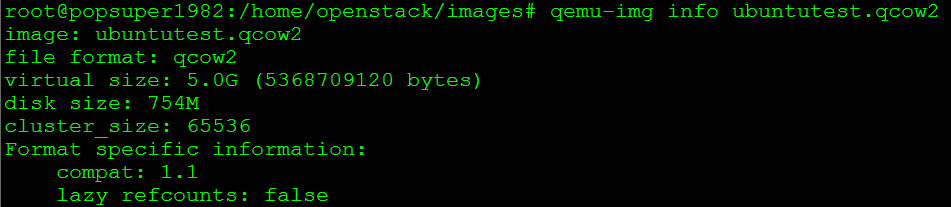 root@popsuper1982:/home/openstack/images# qemu-img info ubuntutest.qcow2
image: ubuntutest.qcow2
file format: qcow2
virtual size: 5.0G (5368709120 bytes)
disk size: 754M
cluster_size: 65536
Format specific information:
    compat: 1.1
    lazy refcounts: false